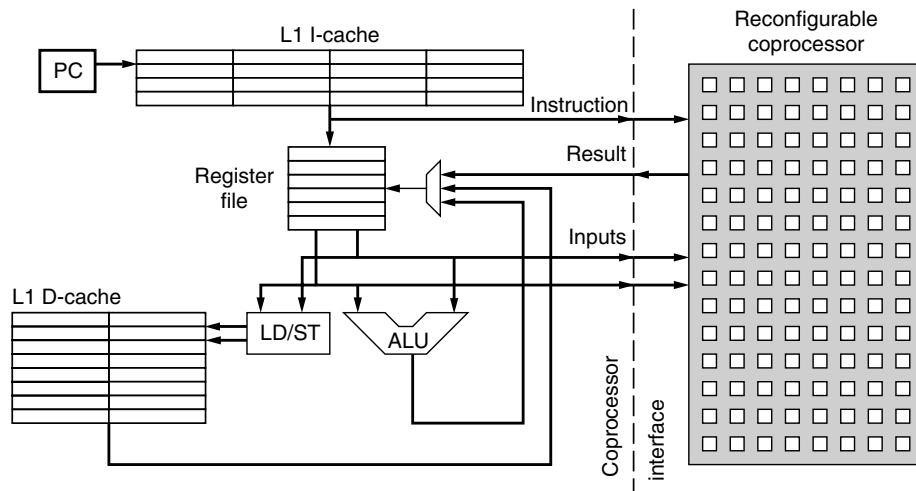 L1 I-cache
Reconfigurable
coprocessor
PC
Instruction
Register
file
Result
Inputs
L1 D-cache
LD/ST
ALU
Coprocessor
interface